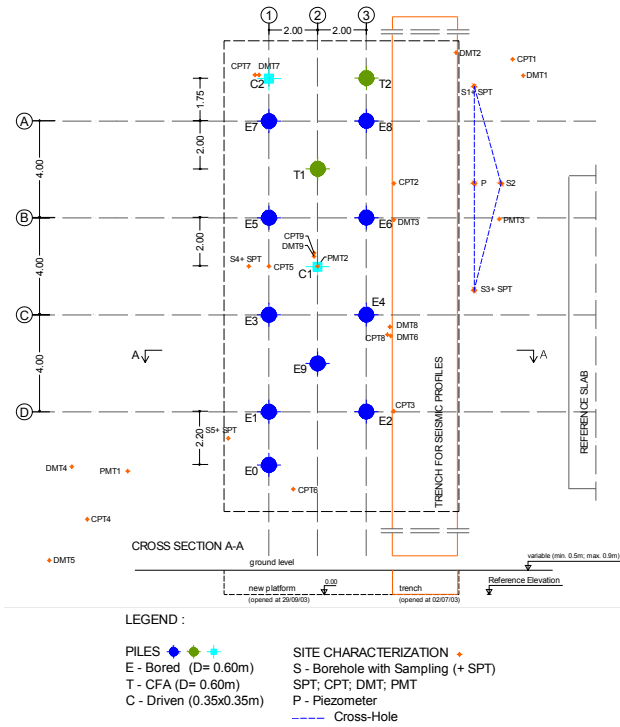 1 2 3
2.00 2.00
DMT2
CPT1
CPT7 DMT7
DMT1
C2 T2
S1+ SPT
1.75
A
E7 E8
2.00
4.00
T1
CPT2
P S2
B
E5 E6
DMT3
PMT3
2.00
CPT9
DMT9
PMT2
S4+ SPT
CPT5
C1
4.00
S3+ SPT
E4
C
E3
DMT8
CPT8 DMT6
A A
E9
4.00
TRENCH FOR SEISMIC PROFILES
REFERENCE SLAB
D
E1 E2
CPT3
2.20
S5+ SPT
DMT4
PMT1
E0
CPT6
CPT4
CROSS SECTION A-A
DMT5
variable (min. 0.5m; max. 0.9m)
ground level
new platform
0.00
trench
Reference Elevation
(opened at 29/09/03)
(opened at 02/07/03)
LEGEND :
PILES
SITE CHARACTERIZATION
E - Bored (D= 0.60m)
S - Borehole with Sampling (+ SPT)
T - CFA (D= 0.60m)
SPT; CPT; DMT; PMT
C - Driven (0.35x0.35m)
P - Piezometer
Cross-Hole